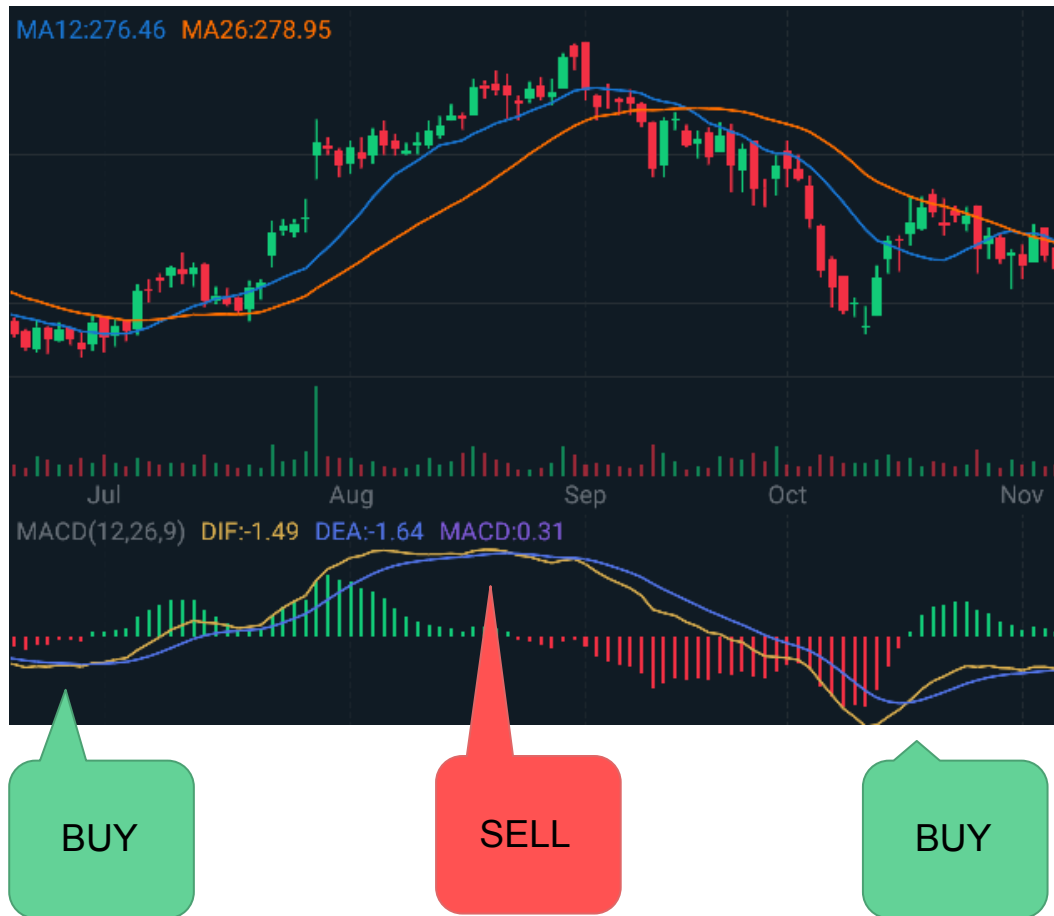 MA12:276.46 MA26:278.95
Jul Aug Sep Oct Nov
MACD(12,26,9) DIF:-1.49 DEA:-1.64 MACD:0.31
BUY SELL BUY